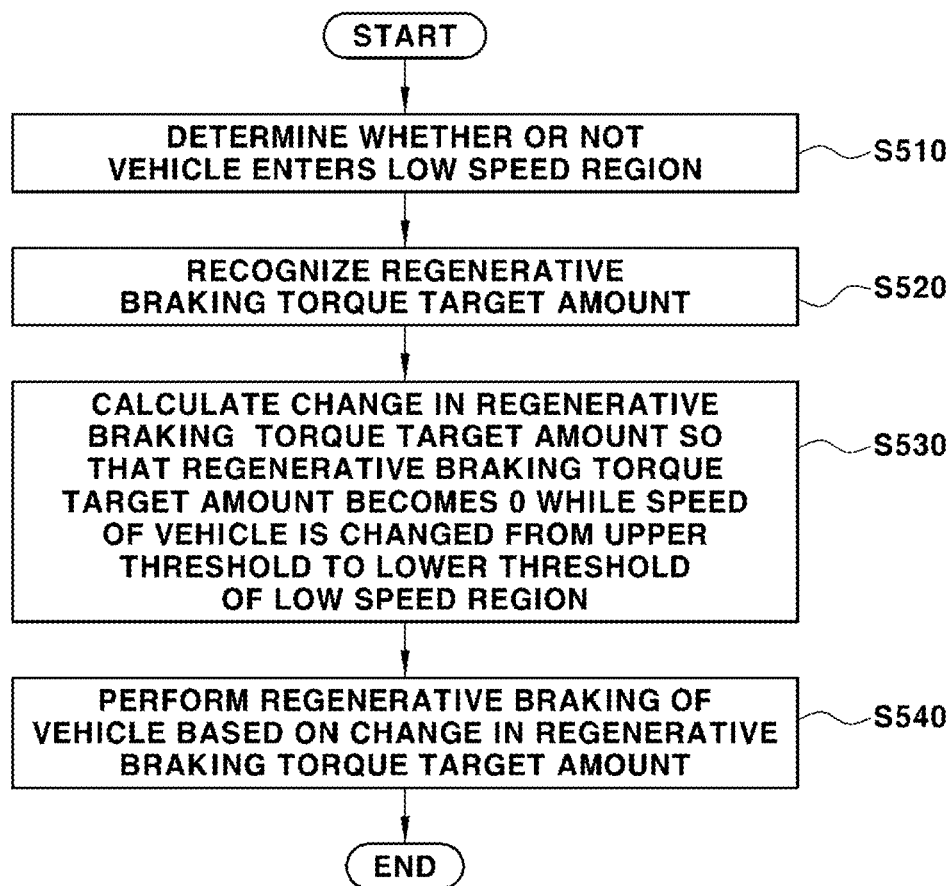 START
DETERMINE WHETHER OR NOT
VEHICLE ENTERS LOW SPEED REGION
S510
RECOGNIZE REGENERATIVE
BRAKING TORQUE TARGET AMOUNT
S520
CALCULATE CHANGE IN REGENERATIVE
BRAKING TORQUE TARGET AMOUNT SO
THAT REGENERATIVE BRAKING TORQUE
TARGET AMOUNT BECOMES 0 WHILE SPEED
OF VEHICLE IS CHANGED FROM UPPER
THRESHOLD TO LOWER THRESHOLD
OF LOW SPEED REGION
S530
PERFORM REGENERATIVE BRAKING OF
VEHICLE BASED ON CHANGE IN REGENERATIVE
BRAKING TORQUE TARGET AMOUNT
S540
END